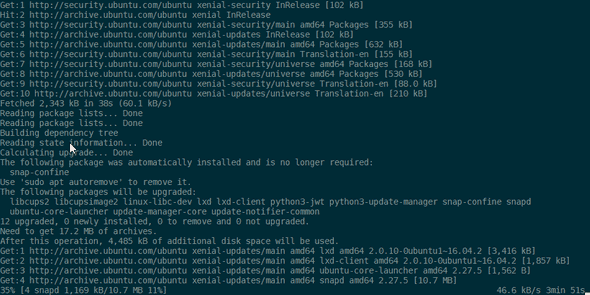 Get:1 http://security.ubuntu.com/ubuntu xenial-security InRelease [102 kB]
Hit:2 http://archive.ubuntu.com/ubuntu xenial InRelease
Get:3 http://security.ubuntu.com/ubuntu xenial-security/main amd64 Packages [355 kB]
Get:4 http://archive.ubuntu.com/ubuntu xenial-updates InRelease [102 kB]
Get:5 http://archive.ubuntu.com/ubuntu xenial-updates/main amd64 Packages [632 kB]
Get:6 http://security.ubuntu.com/ubuntu xenial-security/main Translation-en [155 kB]
Get:7 http://security.ubuntu.com/ubuntu xenial-security/universe amd64 Packages [168 kB]
Get:8 http://archive.ubuntu.com/ubuntu xenial-updates/universe amd64 Packages [530 kB]
Get:9 http://security.ubuntu.com/ubuntu xenial-security/universe Translation-en [88.0 kB]
Get:10 http://archive.ubuntu.com/ubuntu xenial-updates/universe Translation-en [210 kB]
Fetched 2,343 kB in 38s (60.1 kB/s)
Reading package lists... Done
Reading package lists... Done
Building dependency tree
Reading state information... Done
Calculating upgrade... Done
The following package was automatically installed and is no longer required:
snap-confine
Use 'sudo apt autoremove' to remove it.
The following packages will be upgraded:
libcups2 libcupsimage2 linux-libc-dev lxd lxd-client python3-jwt python3-update-manager snap-confine snapd
ubuntu-core-launcher update-manager-core update-notifier-common
12 upgraded, 0 newly installed, 0 to remove and 0 not upgraded.
Need to get 17.2 MB of archives.
After this operation, 4,485 kB of additional disk space will be used.
Get:1 http://archive.ubuntu.com/ubuntu xenial-updates/main amd64 lxd amd64 2.0.10-0ubuntu1~16.04.2 [3,416 kB]
Get:2 http://archive.ubuntu.com/ubuntu xenial-updates/main amd64 lxd-client amd64 2.0.10-0ubuntu1~16.04.2 [1,857 kB]
Get:3 http://archive.ubuntu.com/ubuntu xenial-updates/main amd64 ubuntu-core-launcher amd64 2.27.5 [1,562 B]
Get:4 http://archive.ubuntu.com/ubuntu xenial-updates/main amd64 snapd amd64 2.27.5 [10.7 MB]
35% [4 snapd 1,169 kB/10.7 MB 11%] 46.6 kB/s 3min 51s